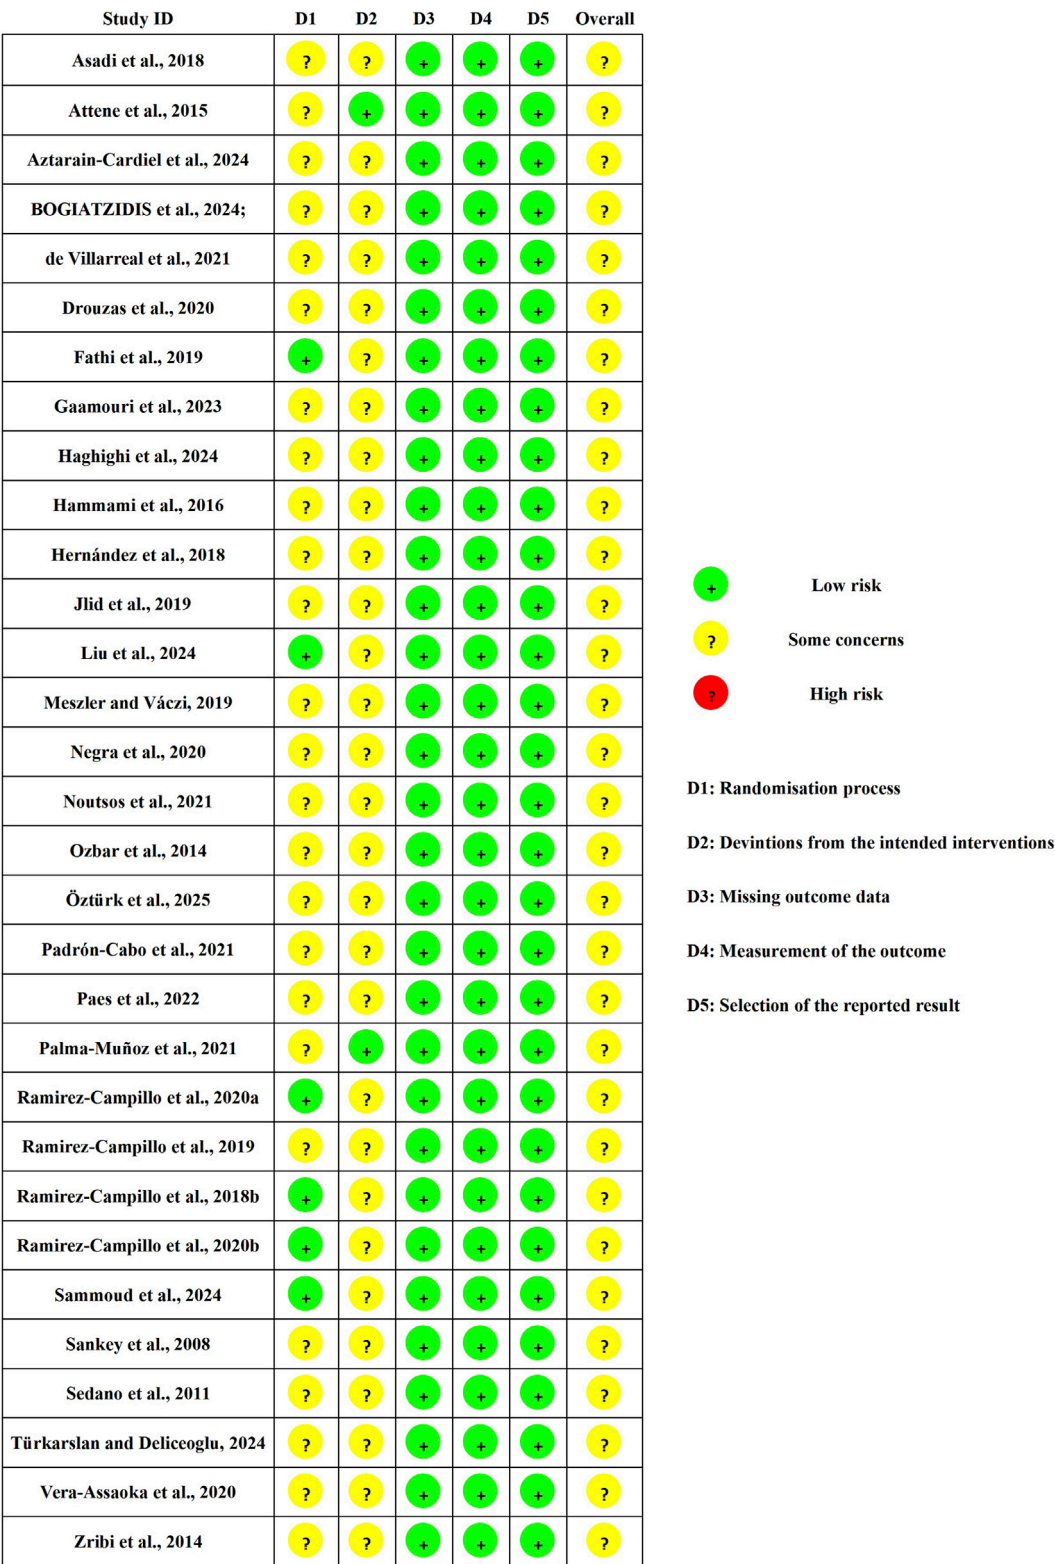 Study ID D1 D2 D3 D4 D5 Overall
Asadi et al., 2018 ? ? + + + ?
Attene et al., 2015 ? + + + + ?
Aztarain-Cardiel et al., 2024 ? ? + + + ?
BOGIATZIDIS et al., 2024; ? ? + + + ?
de Villarreal et al., 2021 ? ? + + + ?
Drouzas et al., 2020 ? ? + + + ?
Fathi et al., 2019 + ? + + + ?
Gaamouri et al., 2023 ? ? + + + ?
Haghighi et al., 2024 ? ? + + + ?
Hammami et al., 2016 ? ? + + + ?
Hernández et al., 2018 ? ? + + + ?
Jlid et al., 2019 ? ? + + + ?
Liu et al., 2024 + ? + + + ?
Meszler and Váczi, 2019 ? ? + + + ?
Negra et al., 2020 ? ? + + + ?
Noutsos et al., 2021 ? ? + + + ?
Ozbar et al., 2014 ? ? + + + ?
Öztürk et al., 2025 ? ? + + + ?
Padrón-Cabo et al., 2021 ? ? + + + ?
Paes et al., 2022 ? ? + + + ?
Palma-Muñoz et al., 2021 ? + + + + ?
Ramirez-Campillo et al., 2020a + ? + + + ?
Ramirez-Campillo et al., 2019 ? ? + + + ?
Ramirez-Campillo et al., 2018b + ? + + + ?
Ramirez-Campillo et al., 2020b + ? + + + ?
Sammoud et al., 2024 + ? + + + ?
Sankey et al., 2008 ? ? + + + ?
Sedano et al., 2011 ? ? + + + ?
Türkarslan and Deliceoglu, 2024 ? ? + + + ?
Vera-Assaoka et al., 2020 ? ? + + + ?
Zribi et al., 2014 ? ? + + + ?
+ Low risk
? Some concerns
? High risk
D1: Randomisation process
D2: Devintions from the intended interventions
D3: Missing outcome data
D4: Measurement of the outcome
D5: Selection of the reported result